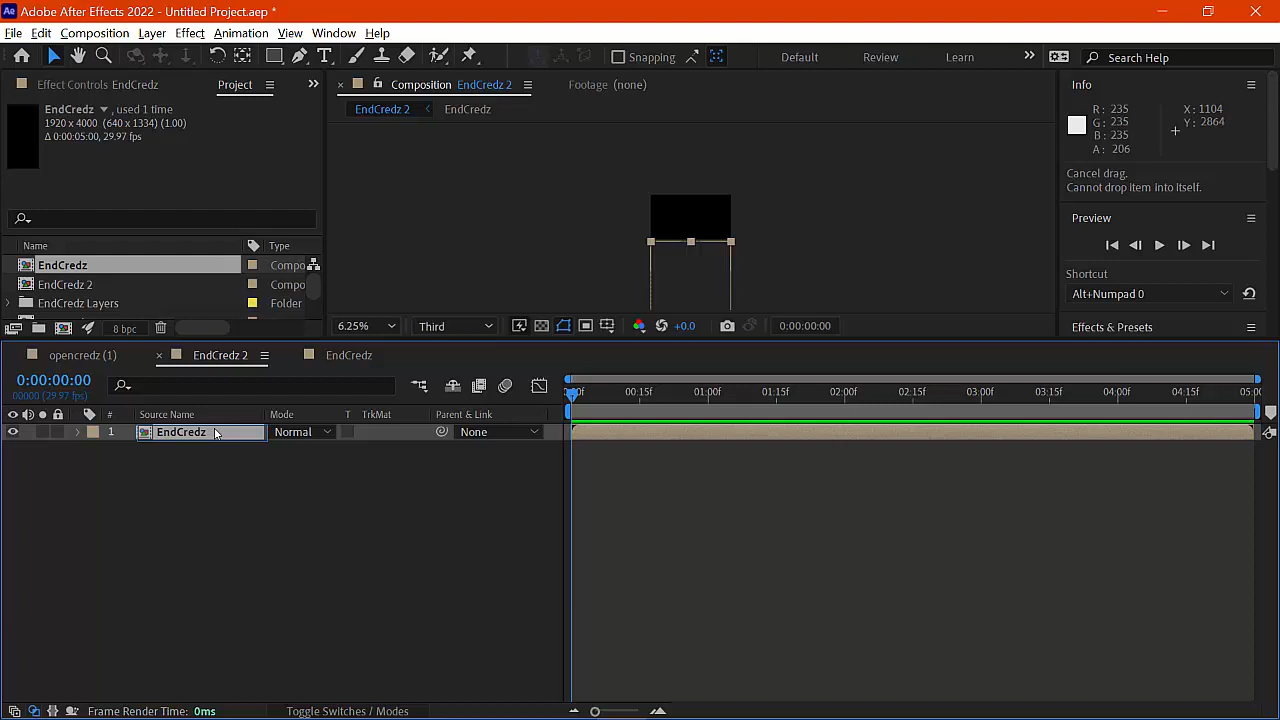 Ae Adobe After Effects 2022 - Untitled Project.aep *
File Edit Composition Layer Effect Animation View Window Help
Snapping Default Review Learn Search Help
Effect Controls EndCredz Project
EndCredz , used 1 time
1920 x 4000 (640 x 1334) (1.00)
Δ 0:00:05:00, 29.97 fps
Name Type
EndCredz Compo
EndCredz 2 Compo
EndCredz Layers Folder
8 bpc
Composition EndCredz 2 Footage (none)
EndCredz 2 EndCredz
6.25% Third +0.0 0:00:00:00
Info
R: 235 X: 1104
G: 235 Y: 2864
B: 235
A: 206
Cancel drag.
Cannot drop item into itself.
Preview
Shortcut
Alt+Numpad 0
Effects & Presets
opencredz (1) EndCredz 2 EndCredz
0:00:00:00
00000 (29.97 fps)
00:15f 01:00f 01:15f 02:00f 02:15f 03:00f 03:15f 04:00f 04:15f
# Source Name Mode T TrkMat Parent & Link
1 EndCredz Normal None
Frame Render Time: 0ms Toggle Switches / Modes